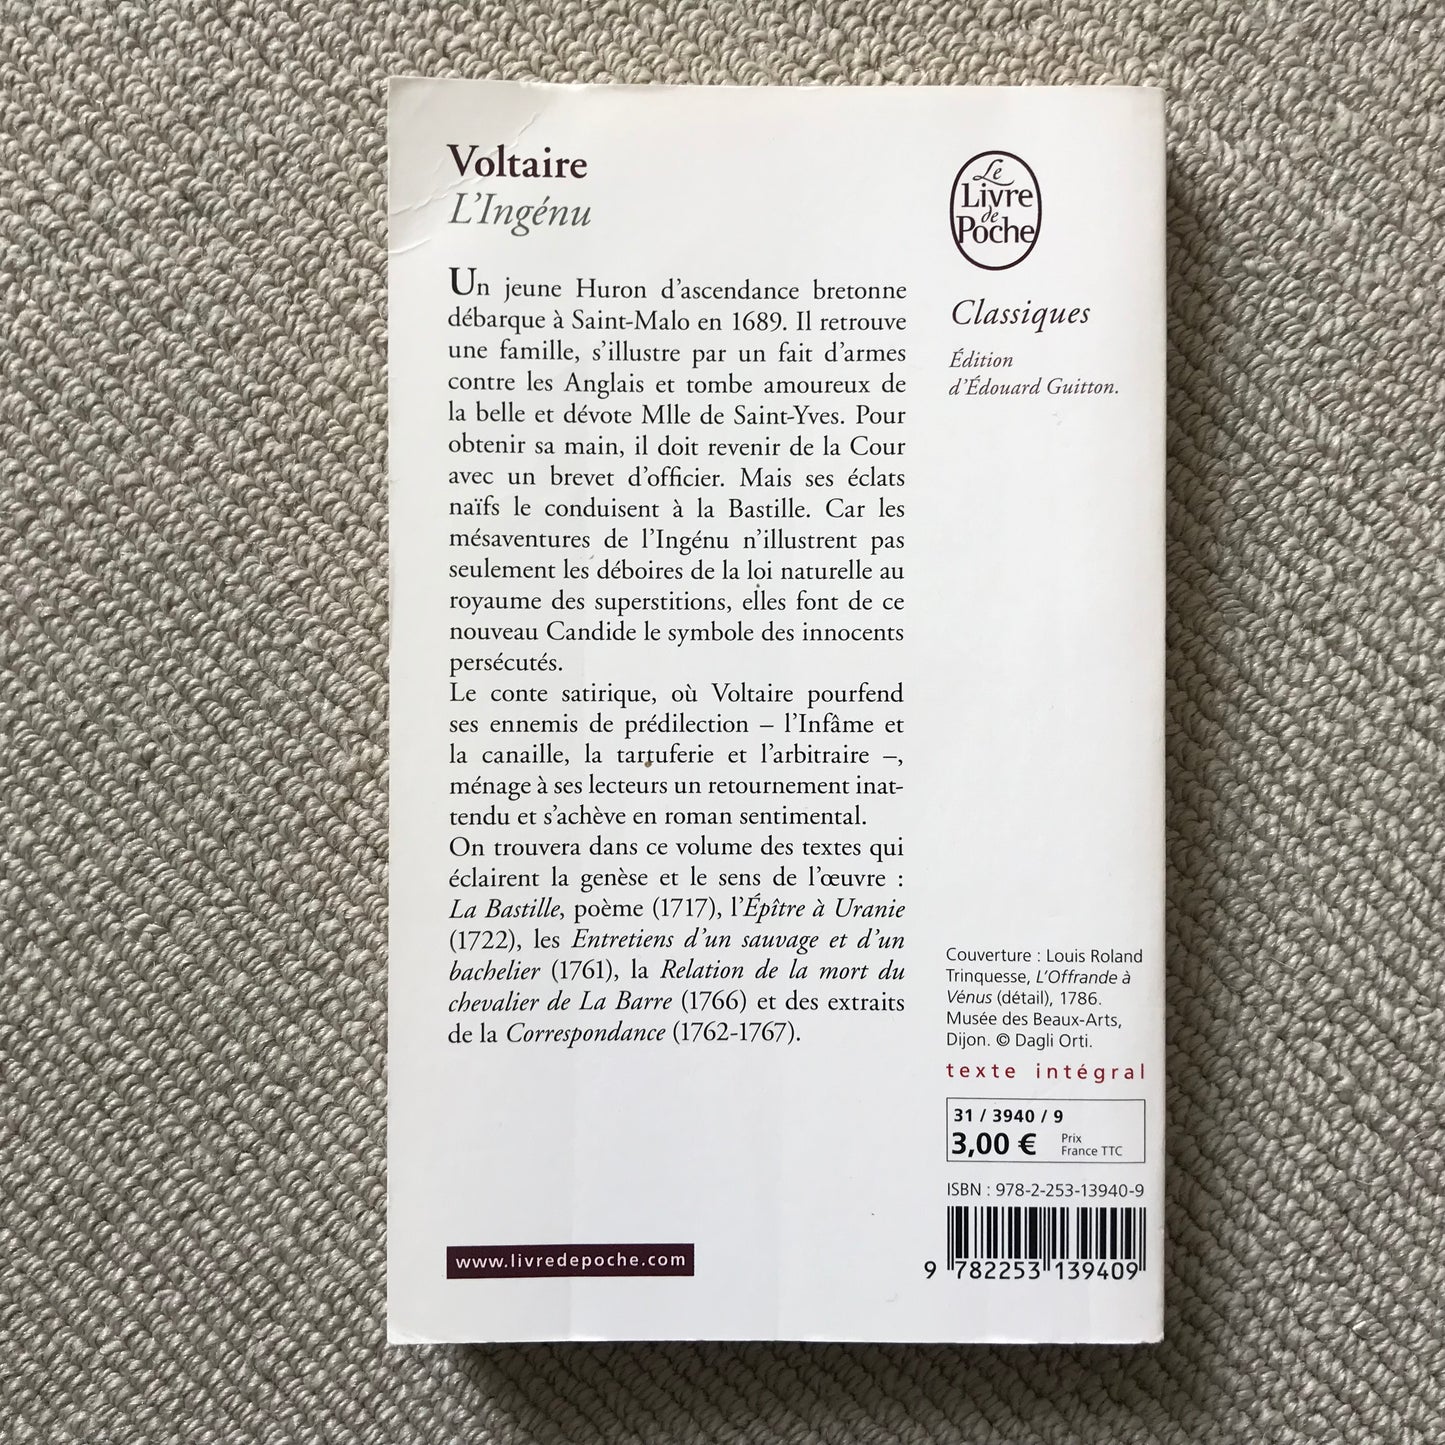 Voltaire
L'Ingénu
Un jeune Huron d'ascendance bretonne
débarque à Saint-Malo en 1689. Il retrouve
une famille, s'illustre par un fait d'armes
contre les Anglais et tombe amoureux de
la belle et dévote Mlle de Saint-Yves. Pour
obtenir sa main, il doit revenir de la Cour
avec un brevet d'officier. Mais ses éclats
naïfs le conduisent à la Bastille. Car les
mésaventures de l'Ingénu n'illustrent pas
seulement les déboires de la loi naturelle au
royaume des superstitions, elles font de ce
nouveau Candide le symbole des innocents
persécutés.
Le conte satirique, où Voltaire pourfend
ses ennemis de prédilection – l'Infâme et
la canaille, la tartuferie et l'arbitraire –,
ménage à ses lecteurs un retournement inat-
tendu et s'achève en roman sentimental.
On trouvera dans ce volume des textes qui
éclairent la genèse et le sens de l'œuvre :
La Bastille, poème (1717), l'Épître à Uranie
(1722), les Entretiens d'un sauvage et d'un
bachelier (1761), la Relation de la mort du
chevalier de La Barre (1766) et des extraits
de la Correspondance (1762-1767).
www.livredepoche.com
Le
Livre
de
Poche
Classiques
Édition
d'Édouard Guitton.
Couverture : Louis Roland
Trinquesse, L'Offrande à
Vénus (détail), 1786.
Musée des Beaux-Arts,
Dijon. © Dagli Orti.
texte intégral
31 / 3940 / 9
3,00 € Prix
France TTC
ISBN : 978-2-253-13940-9
9 782253 139409